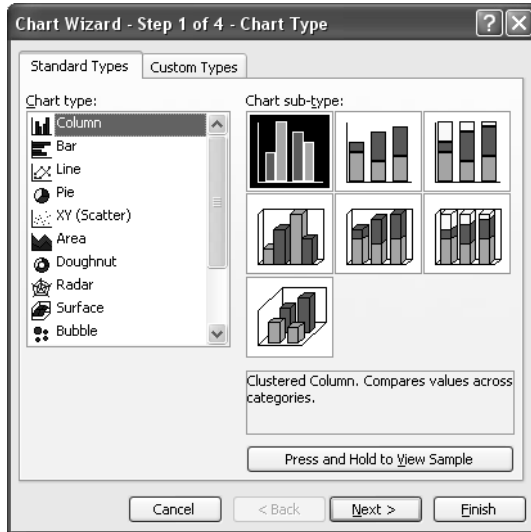 Chart Wizard - Step 1 of 4 - Chart Type
Standard Types
Custom Types
Chart type:
Column
Bar
Line
Pie
XY (Scatter)
Area
Doughnut
Radar
Surface
Bubble
Chart sub-type:
Clustered Column. Compares values across
categories.
Press and Hold to View Sample
Cancel
< Back
Next >
Finish